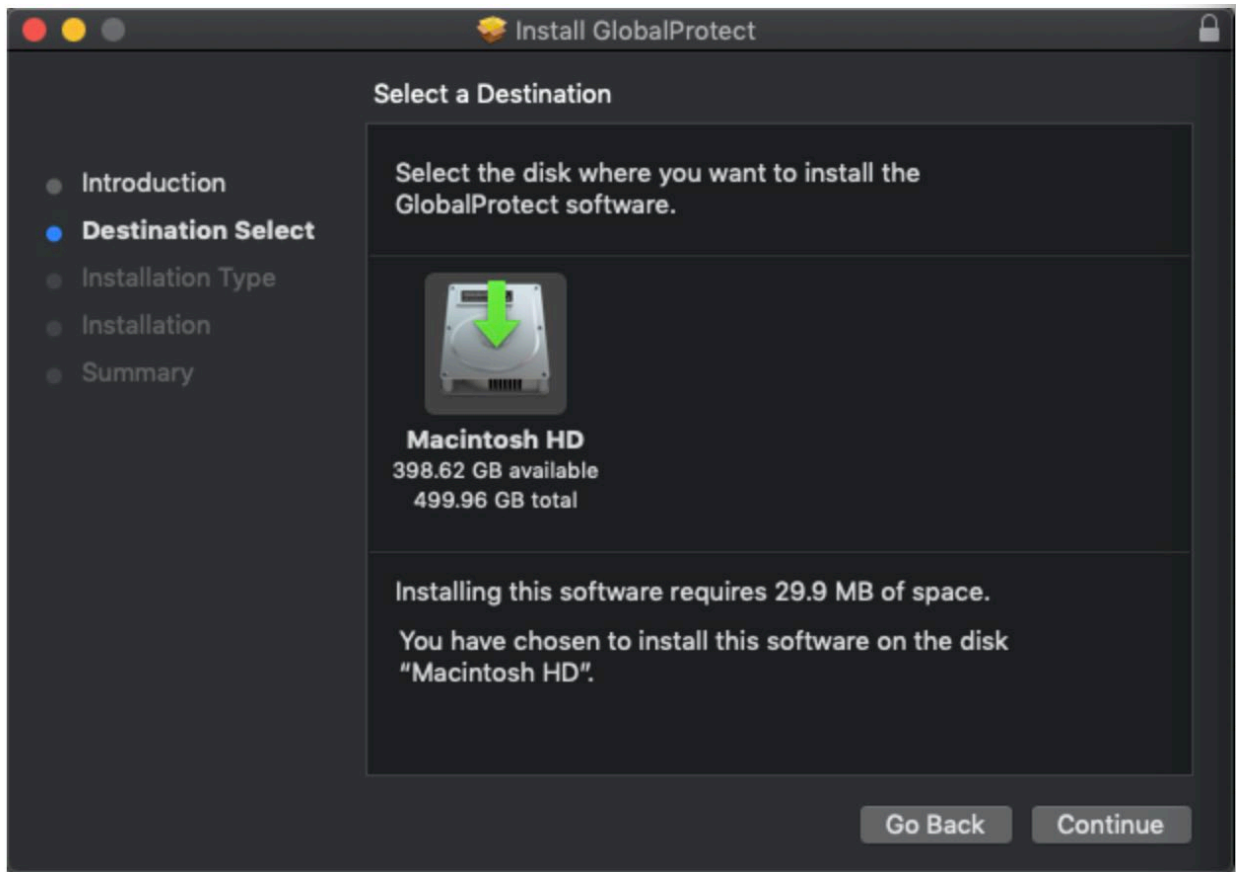 Install GlobalProtect
Select a Destination
Introduction
Destination Select
Installation Type
Installation
Summary
Select the disk where you want to install the
GlobalProtect software.
Macintosh HD
398.62 GB available
499.96 GB total
Installing this software requires 29.9 MB of space.
You have chosen to install this software on the disk
“Macintosh HD”.
Go Back
Continue